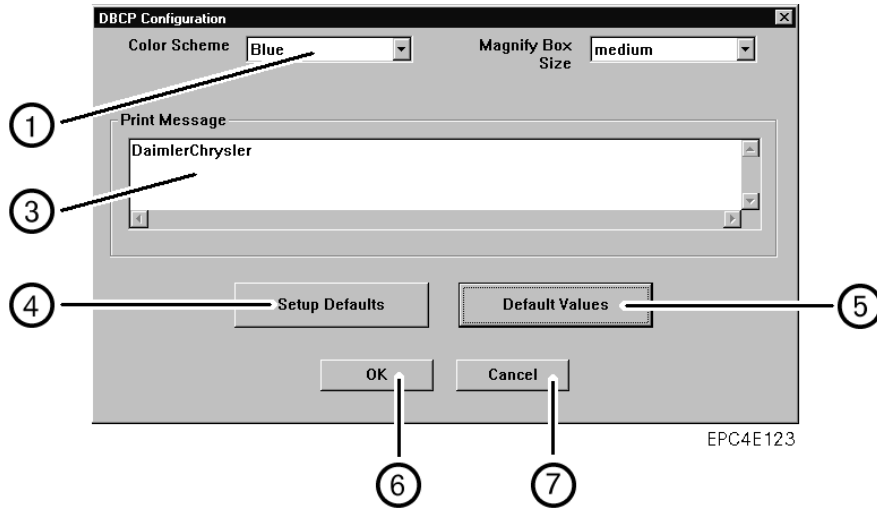 DBCP Configuration
Color Scheme
Blue
Magnify Box
Size
medium
1
Print Message
DaimlerChrysler
3
4
Setup Defaults
Default Values
5
OK
Cancel
EPC4E123
6
7